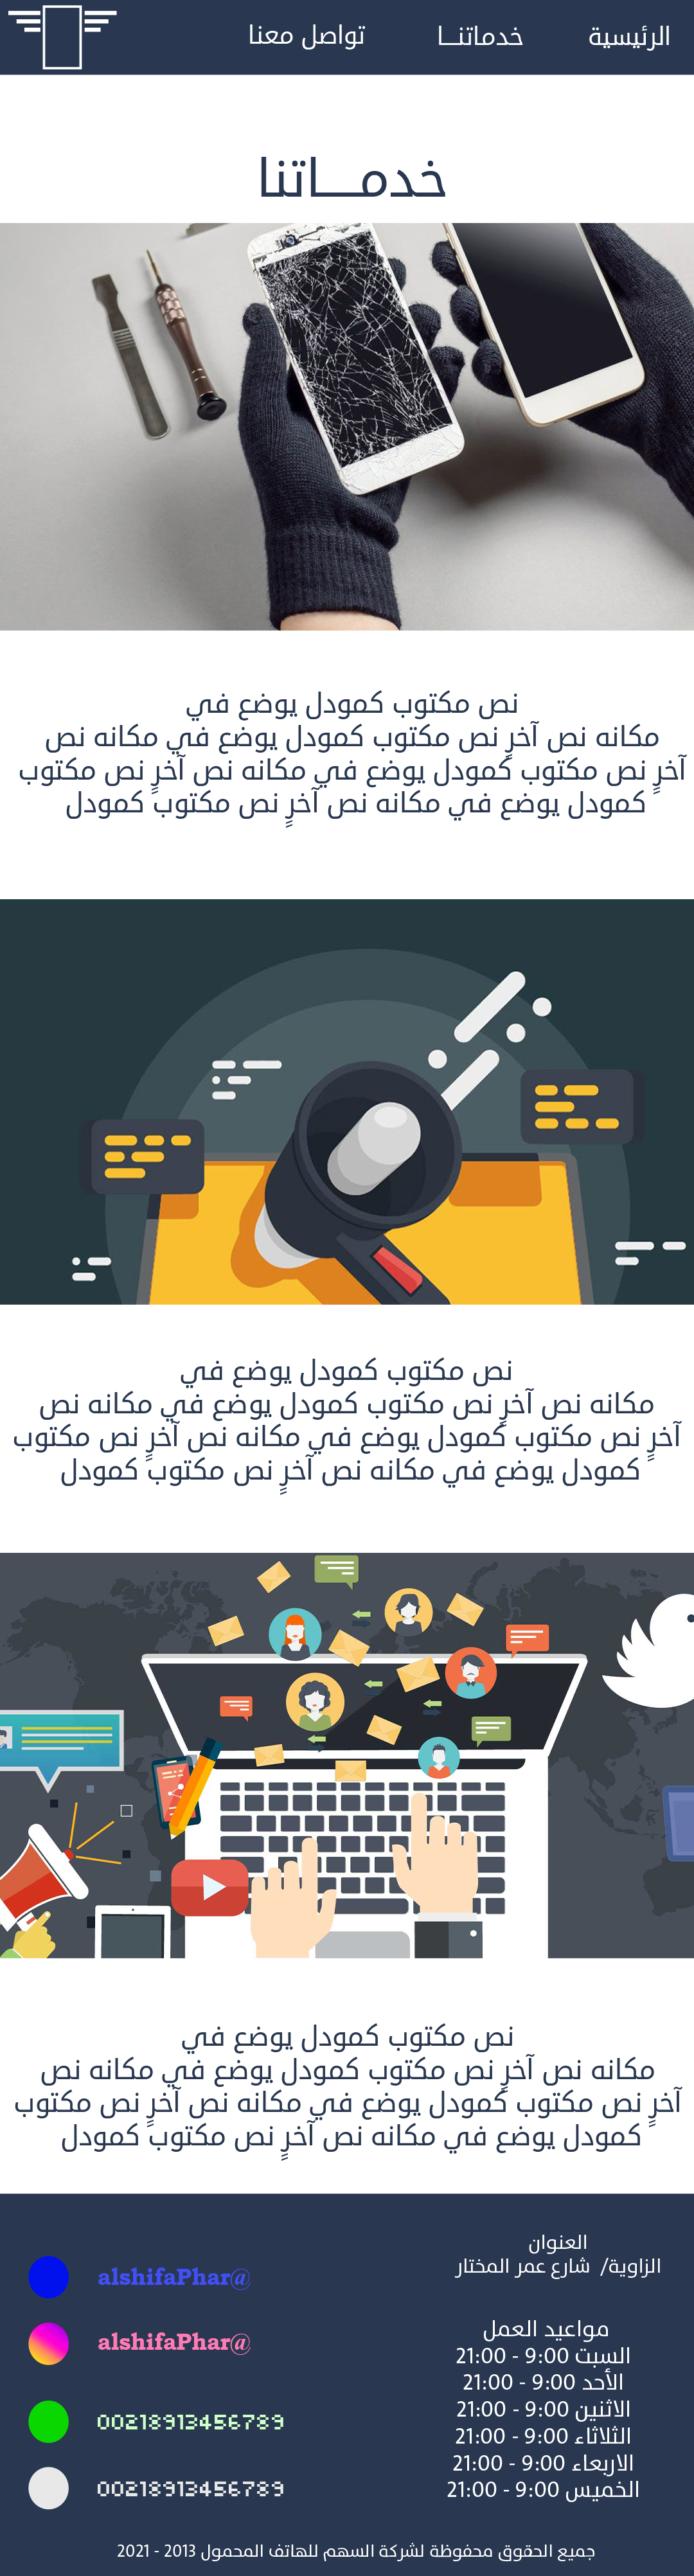 الرئيسية
خدماتنـا
تواصل معنا
خدمــاتنا
نص مكتوب كمودل يوضع في
مكانه نص آخرٍ نص مكتوب كمودل يوضع في مكانه نص
آخرٍ نص مكتوب كمودل يوضع في مكانه نص آخرٍ نص مكتوب
كمودل يوضع في مكانه نص آخرٍ نص مكتوب كمودل
نص مكتوب كمودل يوضع في
مكانه نص آخرٍ نص مكتوب كمودل يوضع في مكانه نص
آخرٍ نص مكتوب كمودل يوضع في مكانه نص آخرٍ نص مكتوب
كمودل يوضع في مكانه نص آخرٍ نص مكتوب كمودل
نص مكتوب كمودل يوضع في
مكانه نص آخرٍ نص مكتوب كمودل يوضع في مكانه نص
آخرٍ نص مكتوب كمودل يوضع في مكانه نص آخرٍ نص مكتوب
كمودل يوضع في مكانه نص آخرٍ نص مكتوب كمودل
العنوان
الزاوية/ شارع عمر المختار
مواعيد العمل
السبت 9:00 - 21:00
الأحد 9:00 - 21:00
الاثنين 9:00 - 21:00
الثلاثاء 9:00 - 21:00
الاربعاء 9:00 - 21:00
الخميس 9:00 - 21:00
alshifaPhar@
alshifaPhar@
00218913456789
00218913456789
جميع الحقوق محفوظة لشركة السهم للهاتف المحمول 2013 - 2021